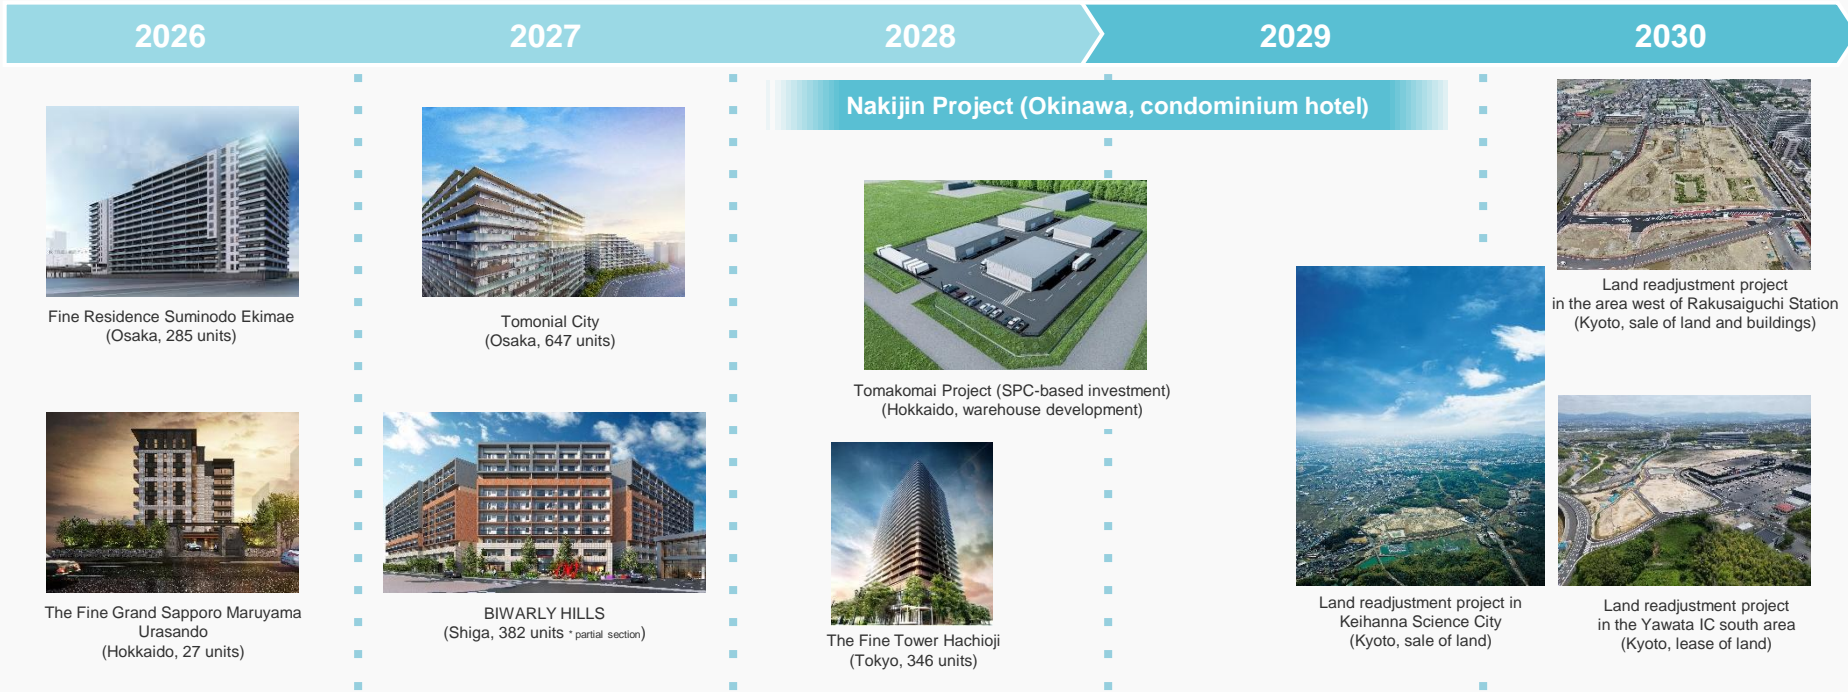 2026
2027
2028
2029
2030
Nakijin Project (Okinawa, condominium hotel)
Fine Residence Suminodo Ekimae
(Osaka, 285 units)
The Fine Grand Sapporo Maruyama
Urasando
(Hokkaido, 27 units)
Tomonial City
(Osaka, 647 units)
BIWARLY HILLS
(Shiga, 382 units *partial section)
Tomakomai Project (SPC-based investment)
(Hokkaido, warehouse development)
The Fine Tower Hachioji
(Tokyo, 346 units)
Land readjustment project in
Keihanna Science City
(Kyoto, sale of land)
Land readjustment project
in the area west of Rakusaiguchi Station
(Kyoto, sale of land and buildings)
Land readjustment project
in the Yawata IC south area
(Kyoto, lease of land)